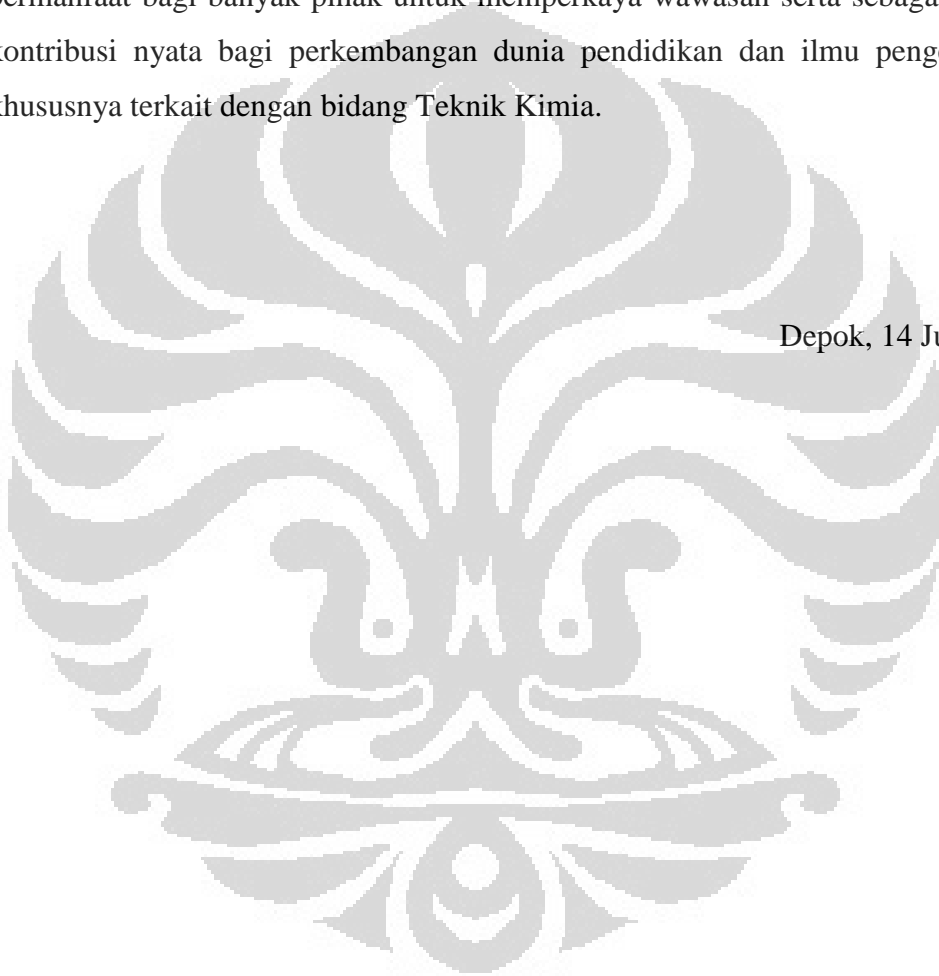 bermanfaat bagi banyak pihak untuk memperkaya wawasan serta sebaga
kontribusi nyata bagi perkembangan dunia pendidikan dan ilmu penge
khususnya terkait dengan bidang Teknik Kimia.
Depok, 14 Ju